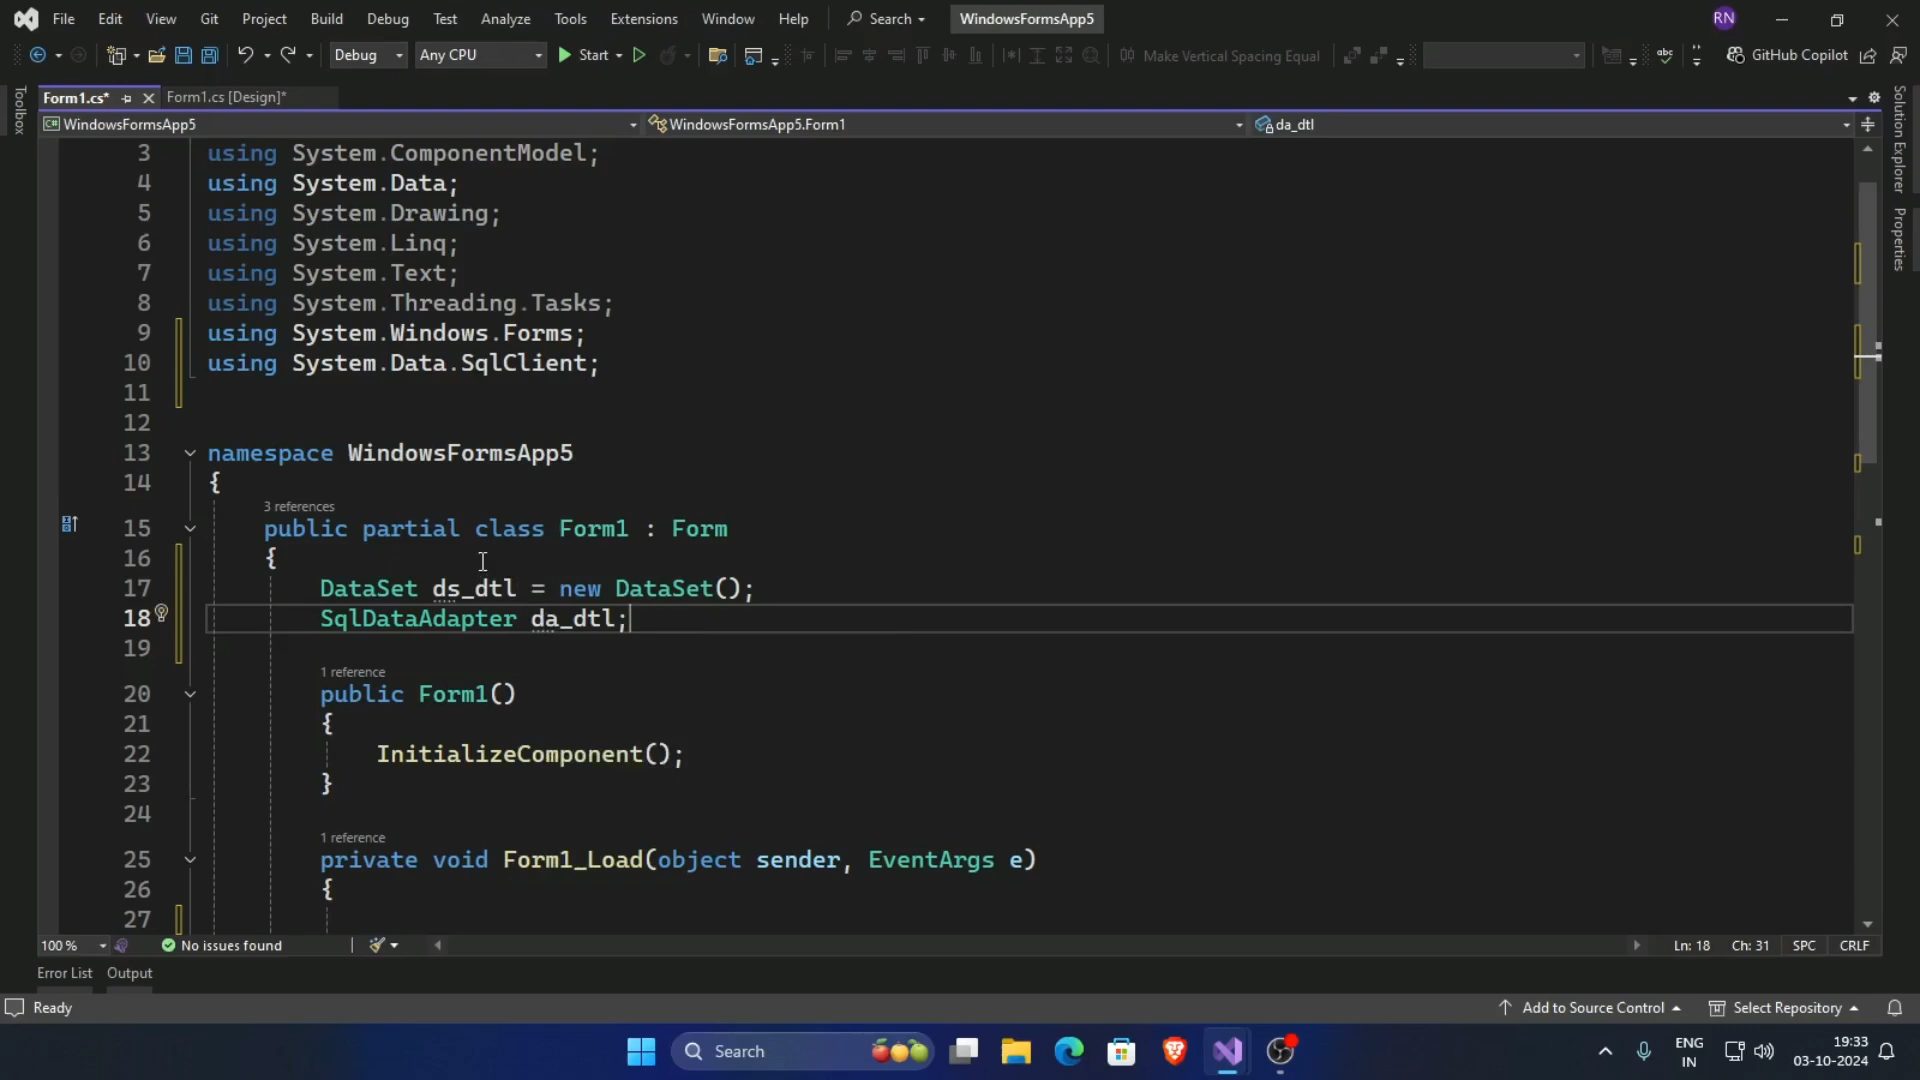 File Edit View Git Project Build Debug Test Analyze Tools Extensions Window Help Search WindowsFormsApp5 RN
Debug Any CPU Start Make Vertical Spacing Equal abc GitHub Copilot
Toolbox
Form1.cs* Form1.cs [Design]*
C# WindowsFormsApp5 WindowsFormsApp5.Form1 da_dtl
Solution Explorer
Properties
3 using System.ComponentModel;
4 using System.Data;
5 using System.Drawing;
6 using System.Linq;
7 using System.Text;
8 using System.Threading.Tasks;
9 using System.Windows.Forms;
10 using System.Data.SqlClient;
11
12
13 namespace WindowsFormsApp5
14 {
3 references
15 public partial class Form1 : Form
16 {
17 DataSet ds_dtl = new DataSet();
18 SqlDataAdapter da_dtl;
19
1 reference
20 public Form1()
21 {
22 InitializeComponent();
23 }
24
1 reference
25 private void Form1_Load(object sender, EventArgs e)
26 {
27
100 % No issues found Ln: 18 Ch: 31 SPC CRLF
Error List Output
Ready Add to Source Control Select Repository
Search ENG IN 19:33 03-10-2024